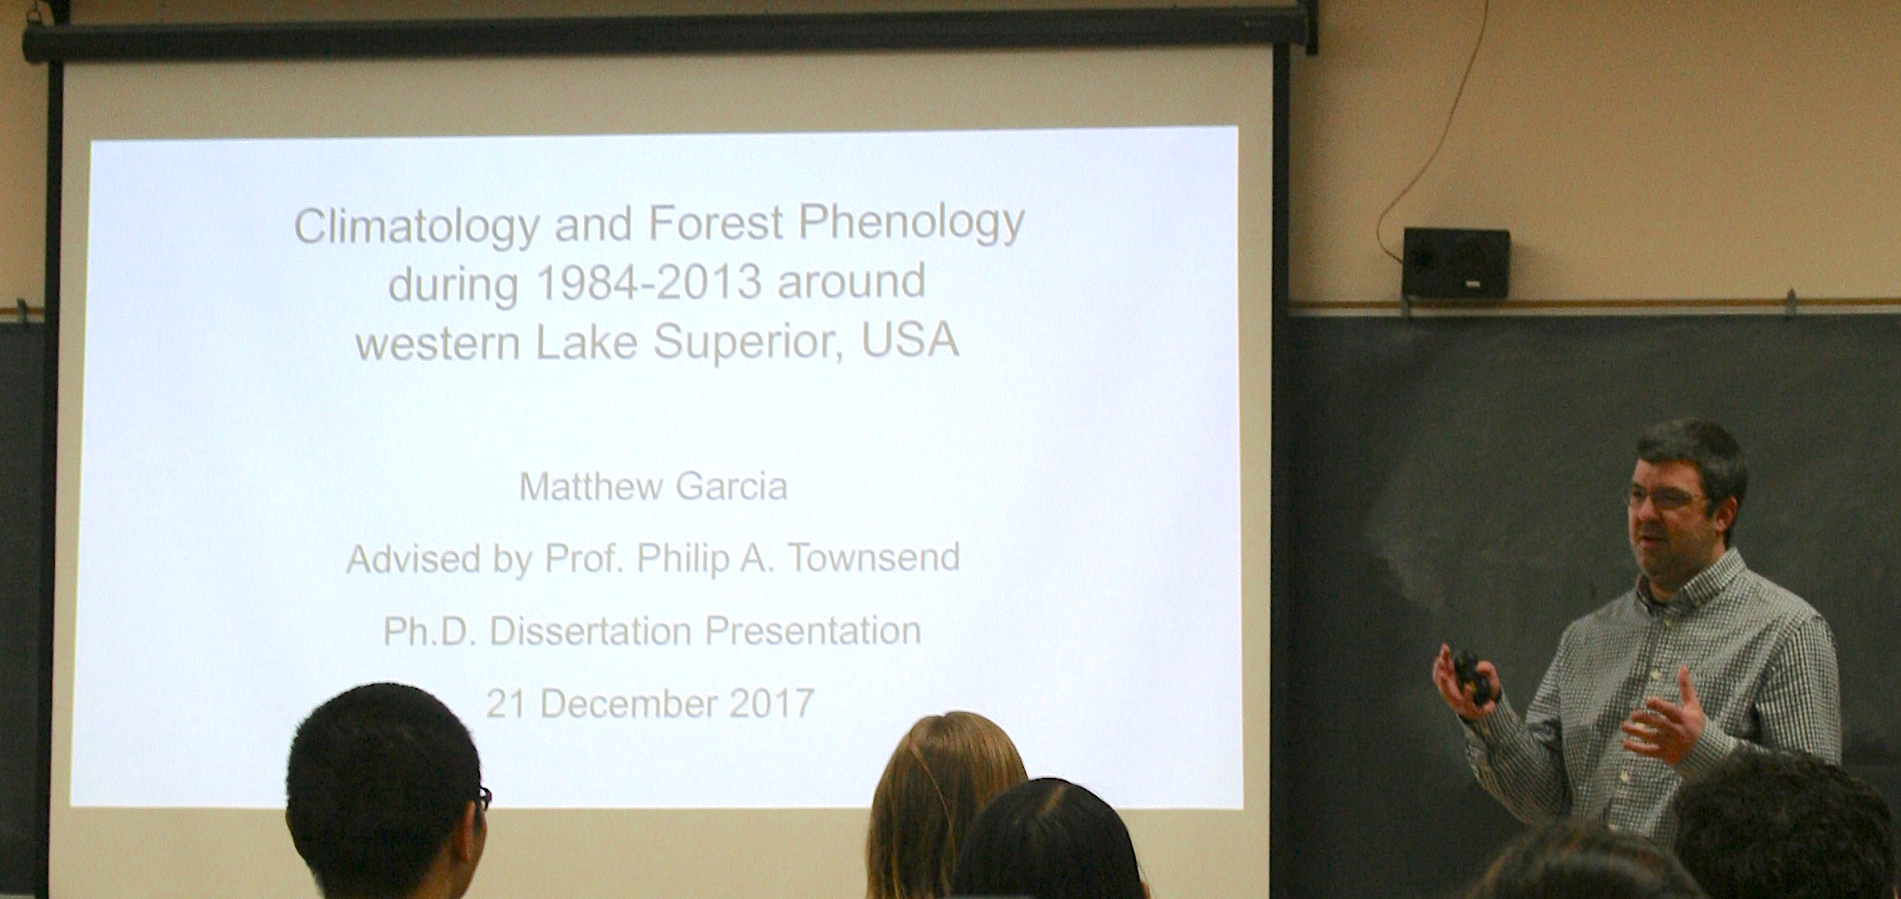 Climatology and Forest Phenology
during 1984-2013 around
western Lake Superior, USA
Matthew Garcia
Advised by Prof. Philip A. Townsend
Ph.D. Dissertation Presentation
21 December 2017